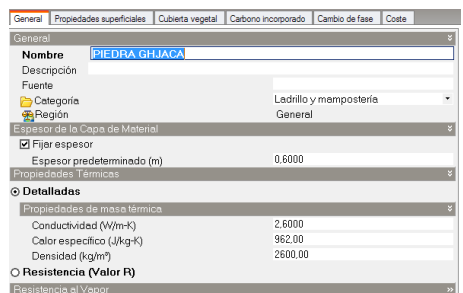 General Propiedades superficiales Cubierta vegetal Carbono incorporado Cambio de fase Coste
General
Nombre PIEDRA GHJACA
Descripción
Fuente
Categoría Ladrillo y mampostería
Región General
Espesor de la Capa de Material
Fijar espesor
Espesor predeterminado (m) 0,6000
Propiedades Térmicas
Detalladas
Propiedades de masa térmica
Conductividad (W/m-K) 2,6000
Calor específico (J/kg-K) 962,00
Densidad (kg/m³) 2600,00
Resistencia (Valor R)
Resistencia al Vapor